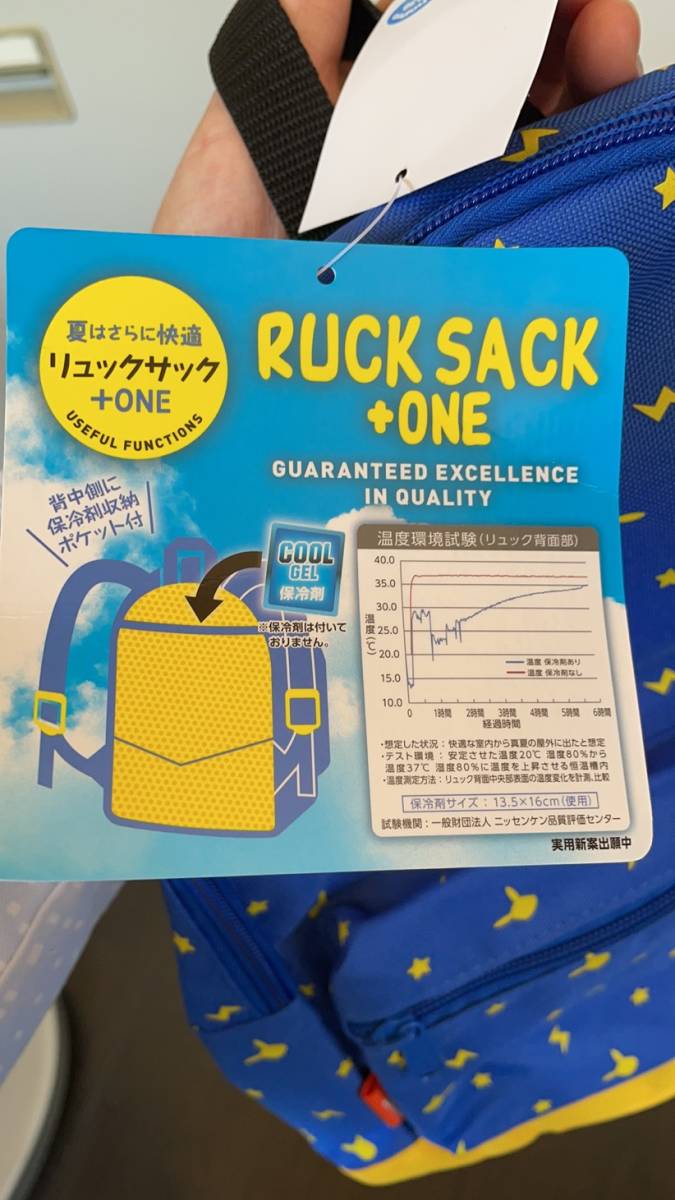 夏はさらに快適
リュックサック
+ONE
USEFUL FUNCTIONS
RUCK SACK
+ONE
GUARANTEED EXCELLENCE
IN QUALITY
背中側に
保冷剤収納
ポケット付
COOL
GEL
保冷剤
※保冷剤は付いて
おりません。
温度環境試験(リュック背面部)
40.0
35.0
30.0
25.0
20.0
15.0
10.0
温度(℃)
温度 保冷剤あり
温度 保冷剤なし
0 1時間 2時間 3時間 4時間 5時間 6時間
経過時間
・想定した状況:快適な室内から真夏の屋外に出たと想定
・テスト環境:安定させた温度20℃ 湿度80%から
温度37℃ 湿度80%に温度を上昇させる恒温槽内
・温度測定方法:リュック背面中央部表面の温度変化を計測、比較
保冷剤サイズ:13.5×16cm(使用)
試験機関:一般財団法人 ニッセンケン品質評価センター
実用新案出願中